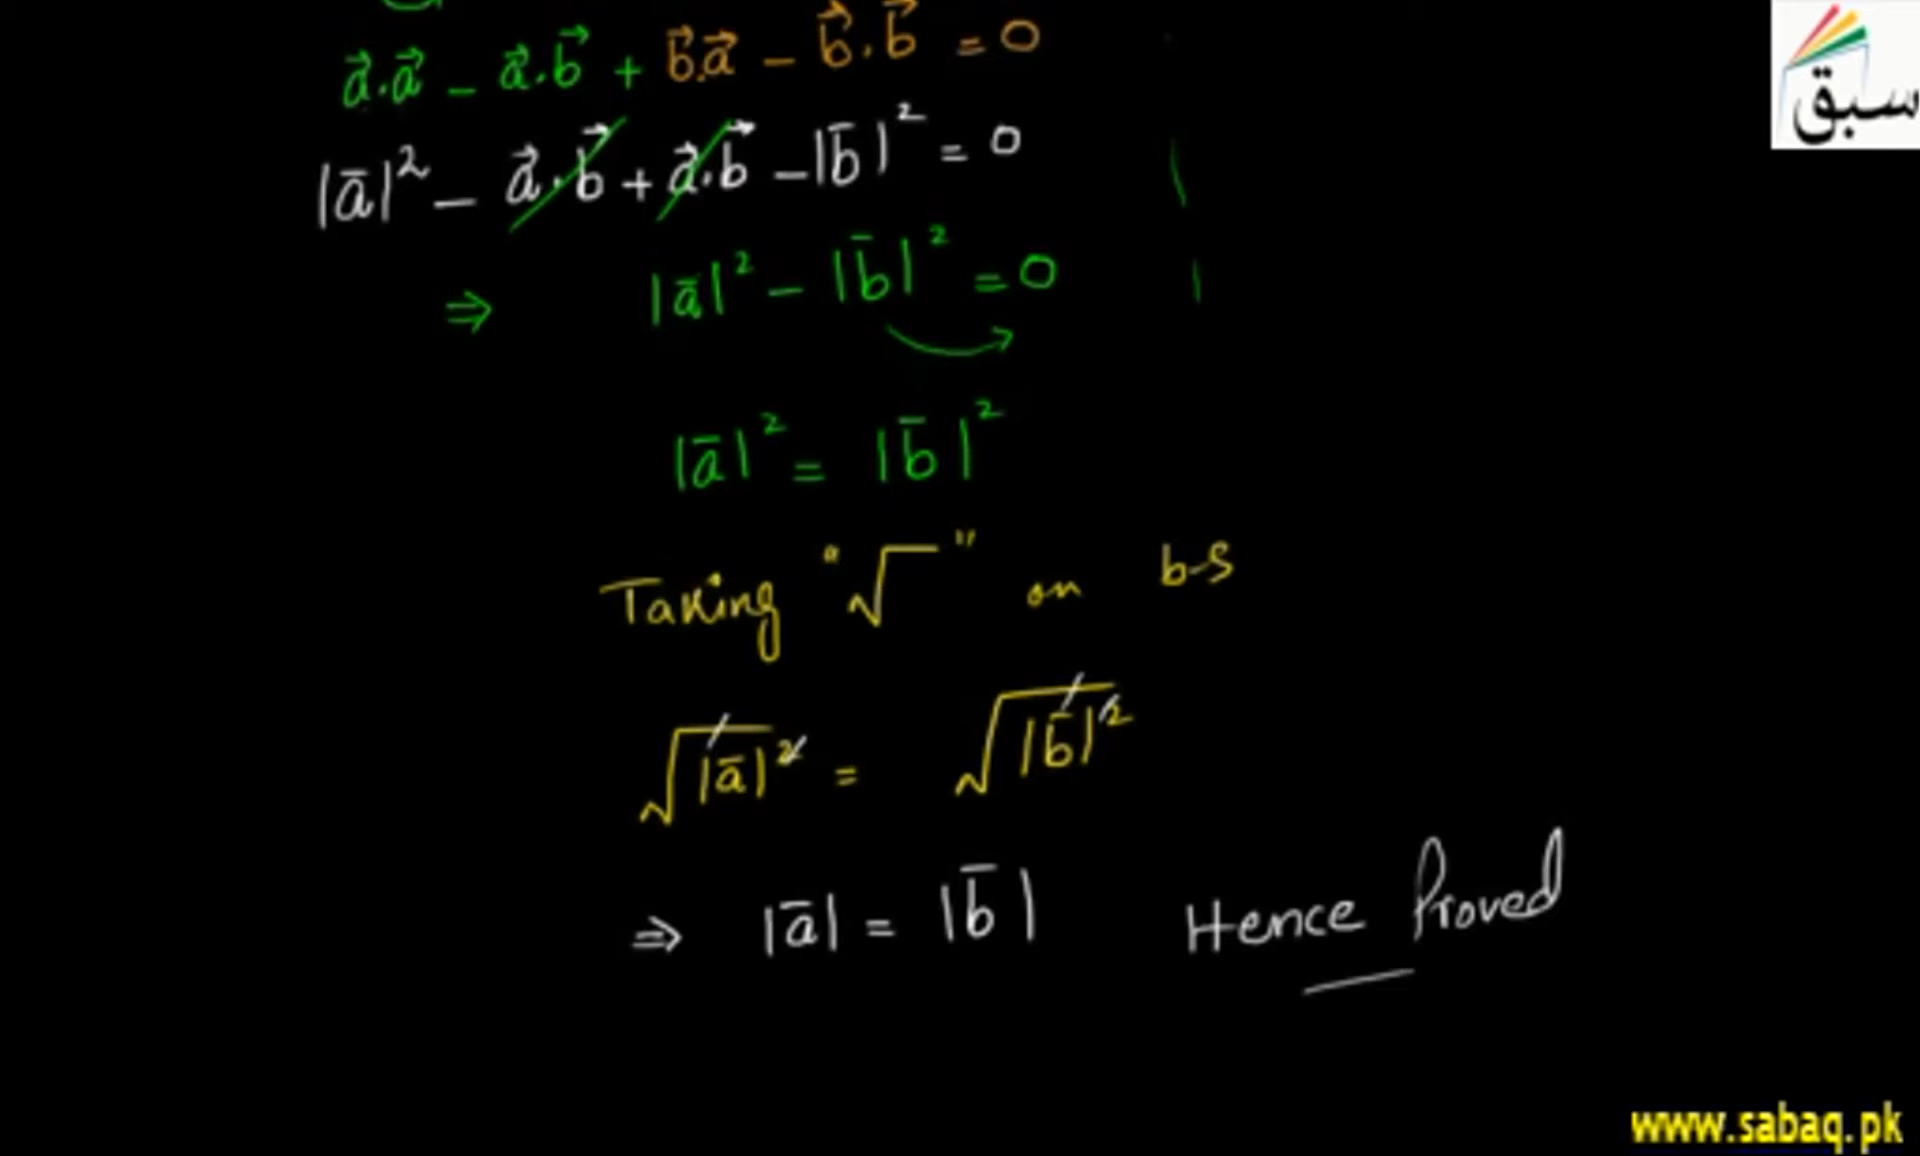 a⃗.a⃗ - a⃗.b⃗ + b⃗.a⃗ - b⃗.b⃗ = 0
سبق
|ā|² - a⃗.b⃗ + a⃗.b⃗ - |b̄|² = 0
⇒ |ā|² - |b̄|² = 0
|ā|² = |b̄|²
Taking "√" on b-s
√|ā|² = √|b̄|²
⇒ |ā| = |b̄| Hence Proved
www.sabaq.pk